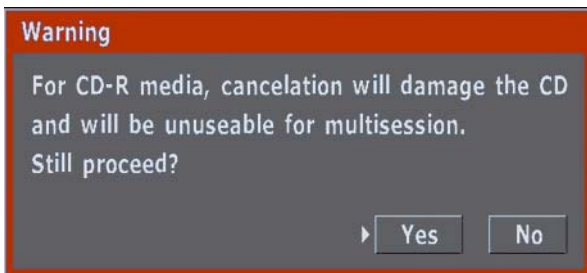 Warning
For CD-R media, cancelation will damage the CD
and will be unuseable for multisession.
Still proceed?
Yes No